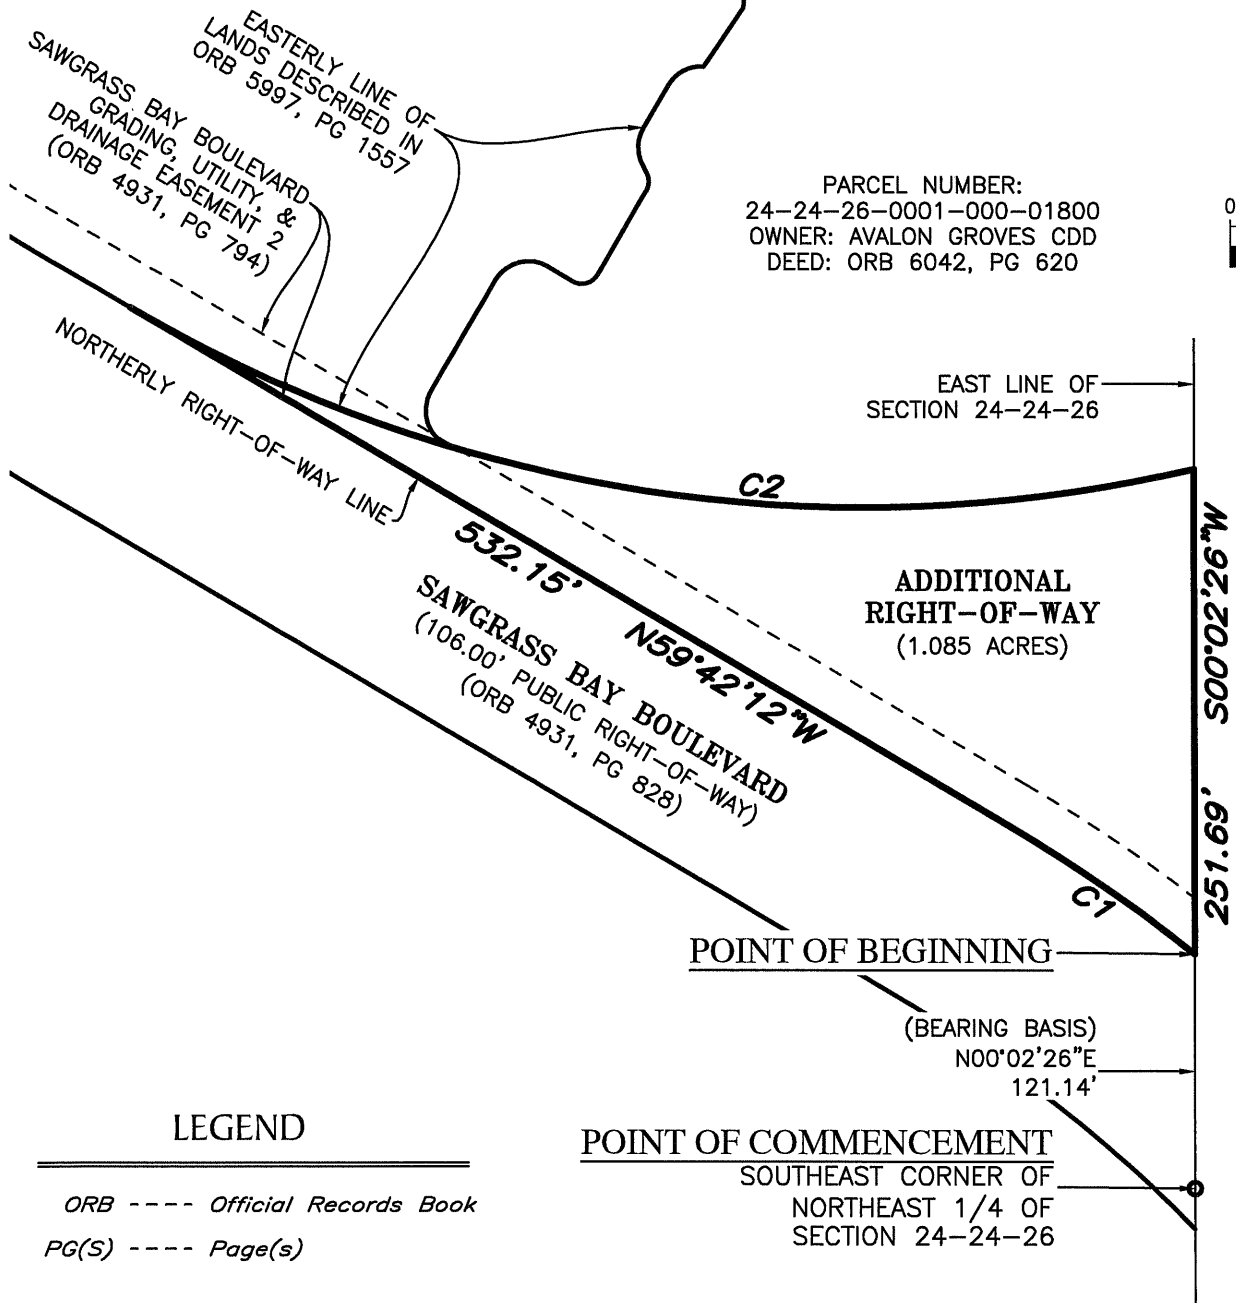 EASTERLY LINE OF
LANDS DESCRIBED IN
ORB 5997, PG 1557
SAWGRASS BAY BOULEVARD
GRADING, UTILITY, &
DRAINAGE EASEMENT 2
(ORB 4931, PG 794)
PARCEL NUMBER:
24-24-26-0001-000-01800
OWNER: AVALON GROVES CDD
DEED: ORB 6042, PG 620
0
NORTHERLY RIGHT-OF-WAY LINE
EAST LINE OF
SECTION 24-24-26
C2
532.15'
N59°42'12"W
SAWGRASS BAY BOULEVARD
(106.00' PUBLIC RIGHT-OF-WAY)
(ORB 4931, PG 828)
ADDITIONAL
RIGHT-OF-WAY
(1.085 ACRES)
S00°02'26"W
251.69'
C1
POINT OF BEGINNING
(BEARING BASIS)
N00°02'26"E
121.14'
POINT OF COMMENCEMENT
SOUTHEAST CORNER OF
NORTHEAST 1/4 OF
SECTION 24-24-26
LEGEND
ORB ---- Official Records Book
PG(S) ---- Page(s)